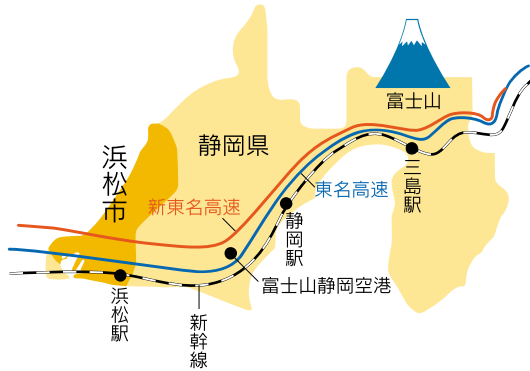 富士山
静岡県
浜松市
三島駅
東名高速
新東名高速
静岡駅
富士山静岡空港
浜松駅
新幹線